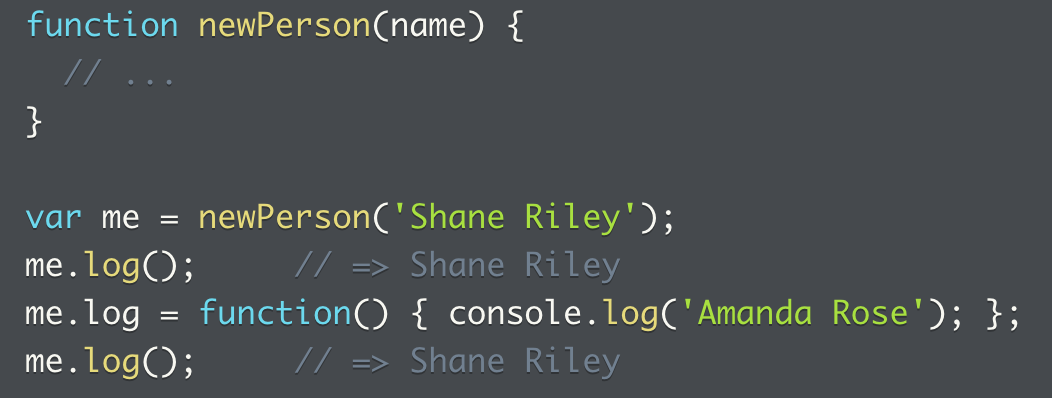 function newPerson(name) {
  // ...
}

var me = newPerson('Shane Riley');
me.log();     // => Shane Riley
me.log = function() { console.log('Amanda Rose'); };
me.log();     // => Shane Riley